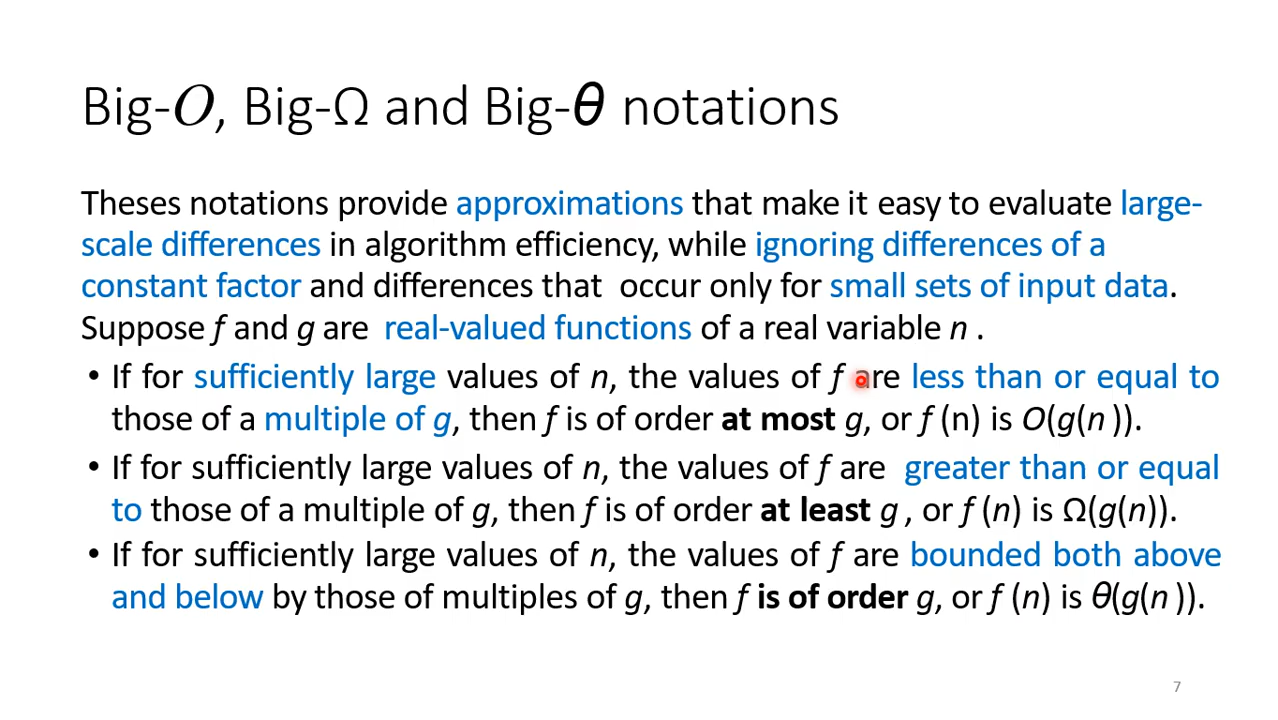 Big-O, Big-Ω and Big-θ notations
Theses notations provide approximations that make it easy to evaluate large-
scale differences in algorithm efficiency, while ignoring differences of a
constant factor and differences that occur only for small sets of input data.
Suppose f and g are real-valued functions of a real variable n .
• If for sufficiently large values of n, the values of f are less than or equal to
those of a multiple of g, then f is of order at most g, or f (n) is O(g(n )).
• If for sufficiently large values of n, the values of f are greater than or equal
to those of a multiple of g, then f is of order at least g , or f (n) is Ω(g(n)).
• If for sufficiently large values of n, the values of f are bounded both above
and below by those of multiples of g, then f is of order g, or f (n) is θ(g(n )).
7